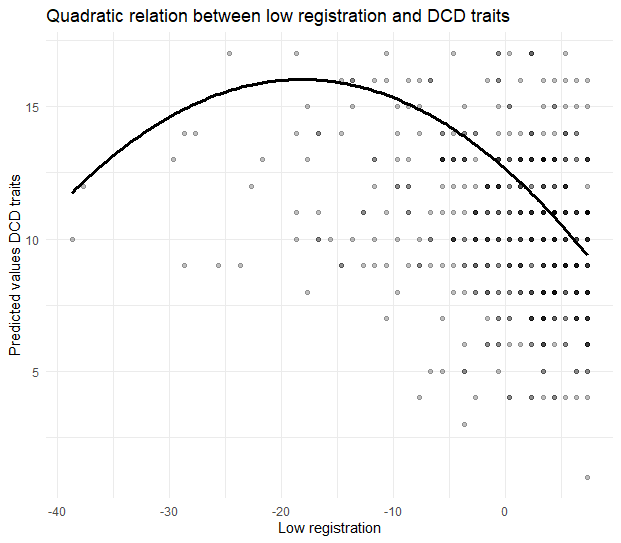 Quadratic relation between low registration and DCD traits
Predicted values DCD traits
15
10
5
-40 -30 -20 -10 0
Low registration